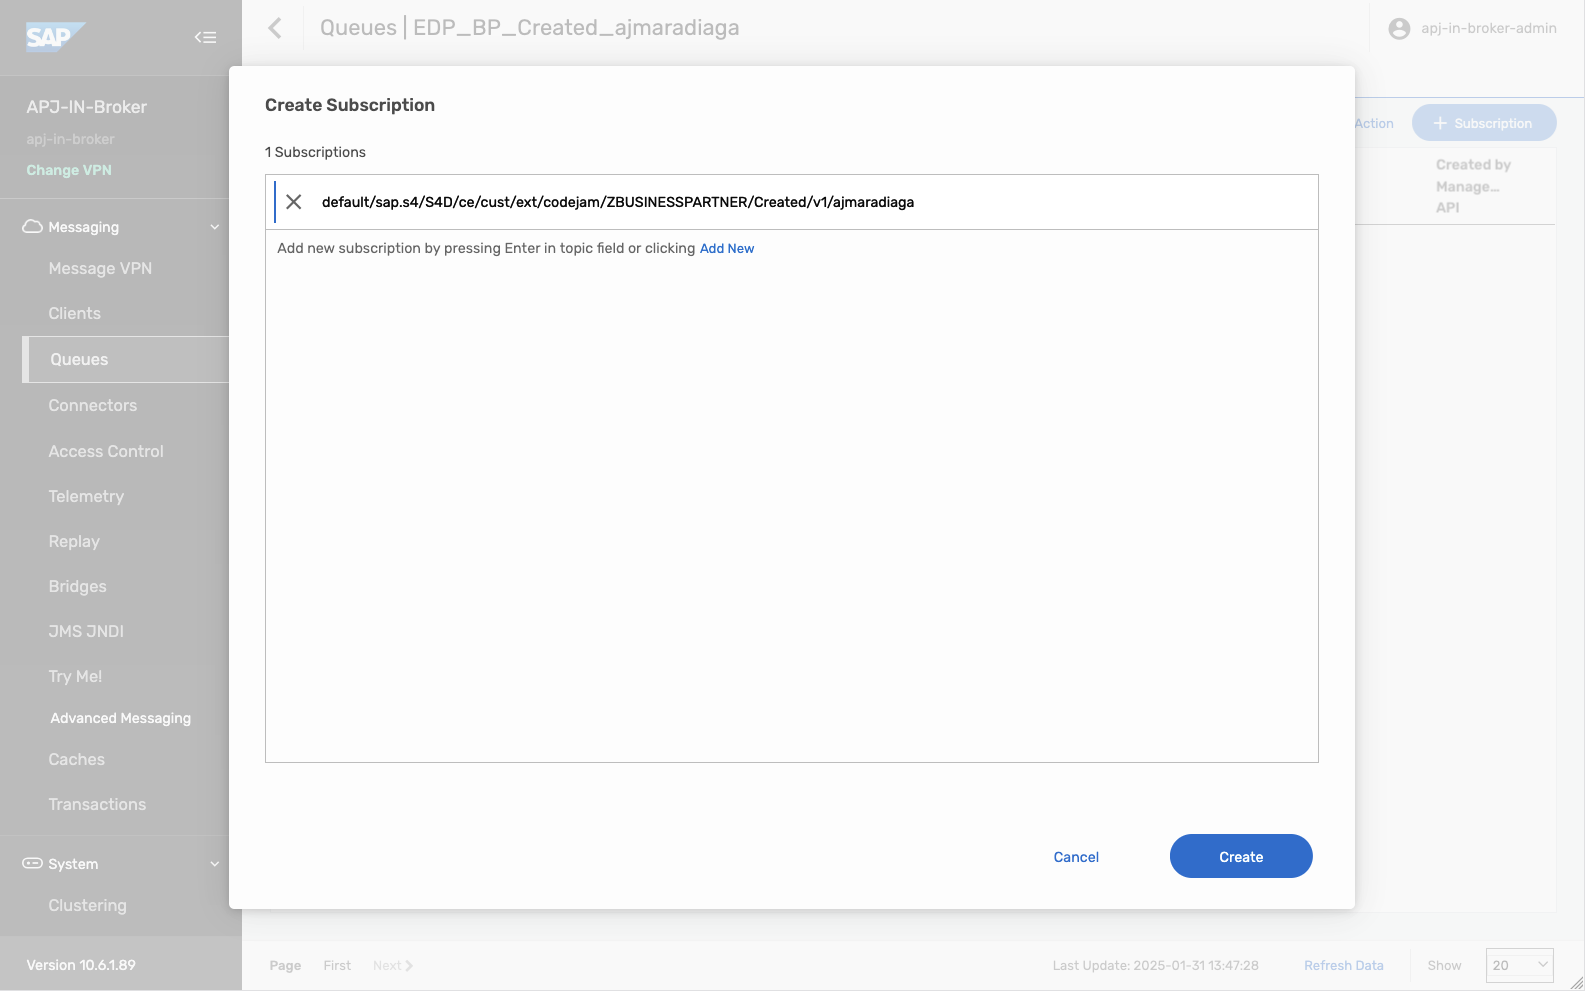 SAP
Queues | EDP_BP_Created_ajmaradiaga
apj-in-broker-admin
APJ-IN-Broker
apj-in-broker
Change VPN
Messaging
Message VPN
Clients
Queues
Connectors
Access Control
Telemetry
Replay
Bridges
JMS JNDI
Try Me!
Advanced Messaging
Caches
Transactions
System
Clustering
Version 10.6.1.89
Action
Subscription
Created by
Manage...
API
Create Subscription
1 Subscriptions
default/sap.s4/S4D/ce/cust/ext/codejam/ZBUSINESSPARTNER/Created/v1/ajmaradiaga
Add new subscription by pressing Enter in topic field or clicking Add New
Cancel
Create
Page First Next
Last Update: 2025-01-31 13:47:28
Refresh Data
Show
20